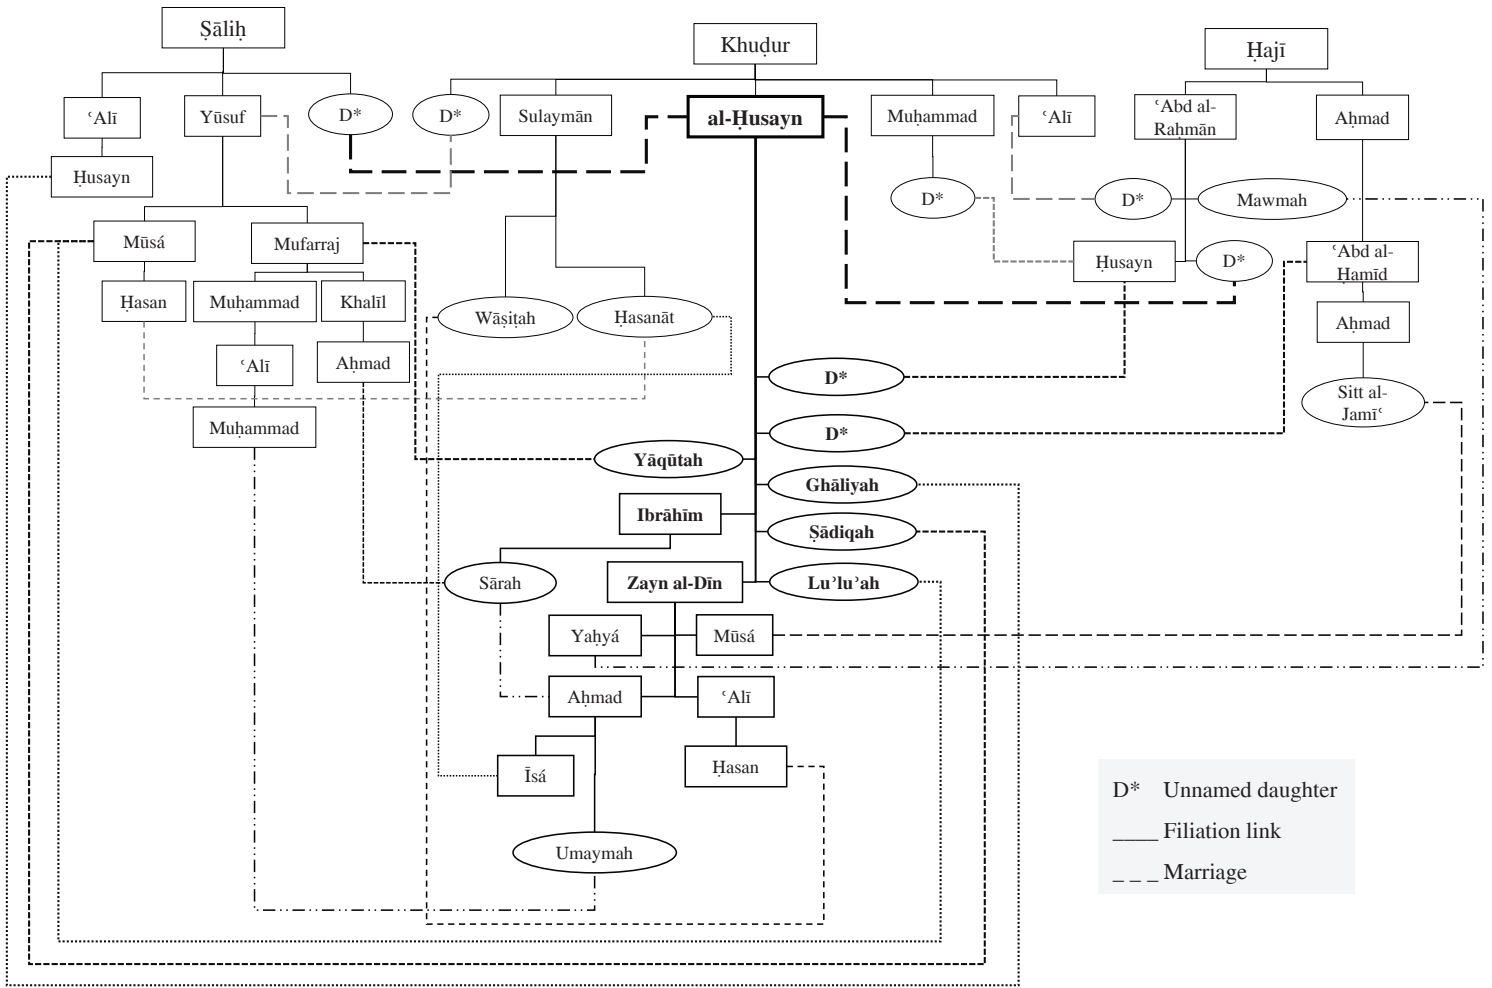 Ṣāliḥ
Khuḍur
Ḥajī
ʿAlī
Yūsuf
D*
D*
Sulaymān
al-Ḥusayn
Muḥammad
ʿAlī
ʿAbd al-
Raḥmān
Aḥmad
Ḥusayn
D*
D*
Mawmah
Mūsá
Mufarraj
Ḥusayn
D*
ʿAbd al-
Ḥamīd
Ḥasan
Muḥammad
Khalīl
Wāṣiṭah
Ḥasanāt
Aḥmad
ʿAlī
Aḥmad
D*
Sitt al-
Jamīʿ
Muḥammad
D*
Yāqūtah
Ghāliyah
Ibrāhīm
Ṣādiqah
Sārah
Zayn al-Dīn
Luʾluʾah
Yaḥyá
Mūsá
Aḥmad
ʿAlī
Īsá
Ḥasan
Umaymah
D* Unnamed daughter
____ Filiation link
_ _ _ Marriage